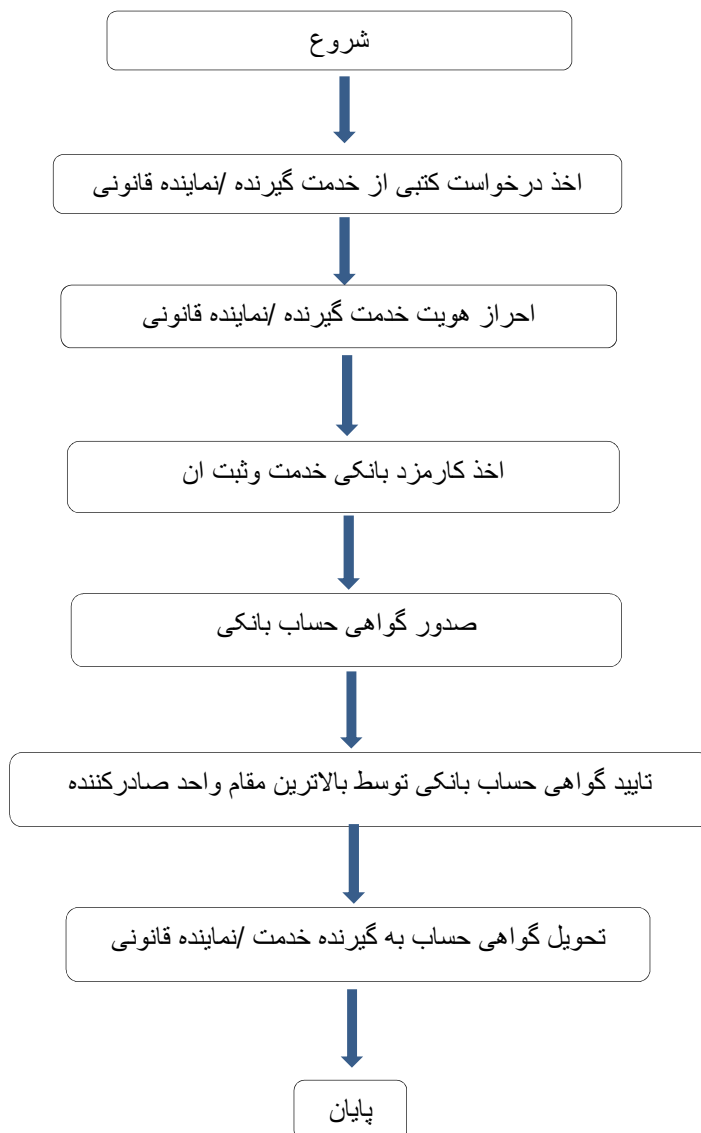 شروع
اخذ درخواست کتبی از خدمت گیرنده /نماینده قانونی
احراز هویت خدمت گیرنده /نماینده قانونی
اخذ کارمزد بانکی خدمت وثبت ان
صدور گواهی حساب بانکی
تایید گواهی حساب بانکی توسط بالاترین مقام واحد صادرکننده
تحویل گواهی حساب به گیرنده خدمت /نماینده قانونی
پایان